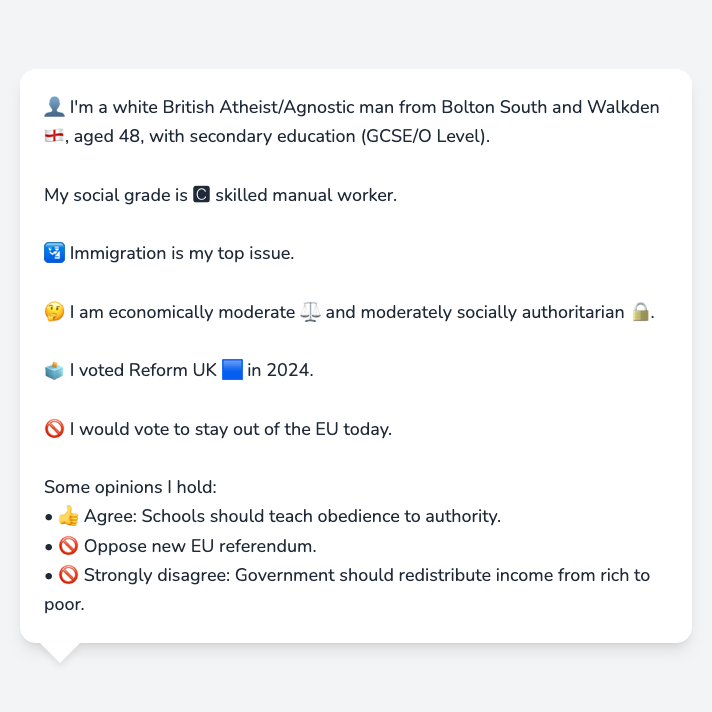 👤 I'm a white British Atheist/Agnostic man from Bolton South and Walkden
🏴󠁧󠁢󠁥󠁮󠁧󠁿, aged 48, with secondary education (GCSE/O Level).
My social grade is 🅲 skilled manual worker.
🛂 Immigration is my top issue.
🤔 I am economically moderate ⚖️ and moderately socially authoritarian 🔒.
🗳️ I voted Reform UK 🟦 in 2024.
🚫 I would vote to stay out of the EU today.
Some opinions I hold:
• 👍 Agree: Schools should teach obedience to authority.
• 🚫 Oppose new EU referendum.
• 🚫 Strongly disagree: Government should redistribute income from rich to
poor.